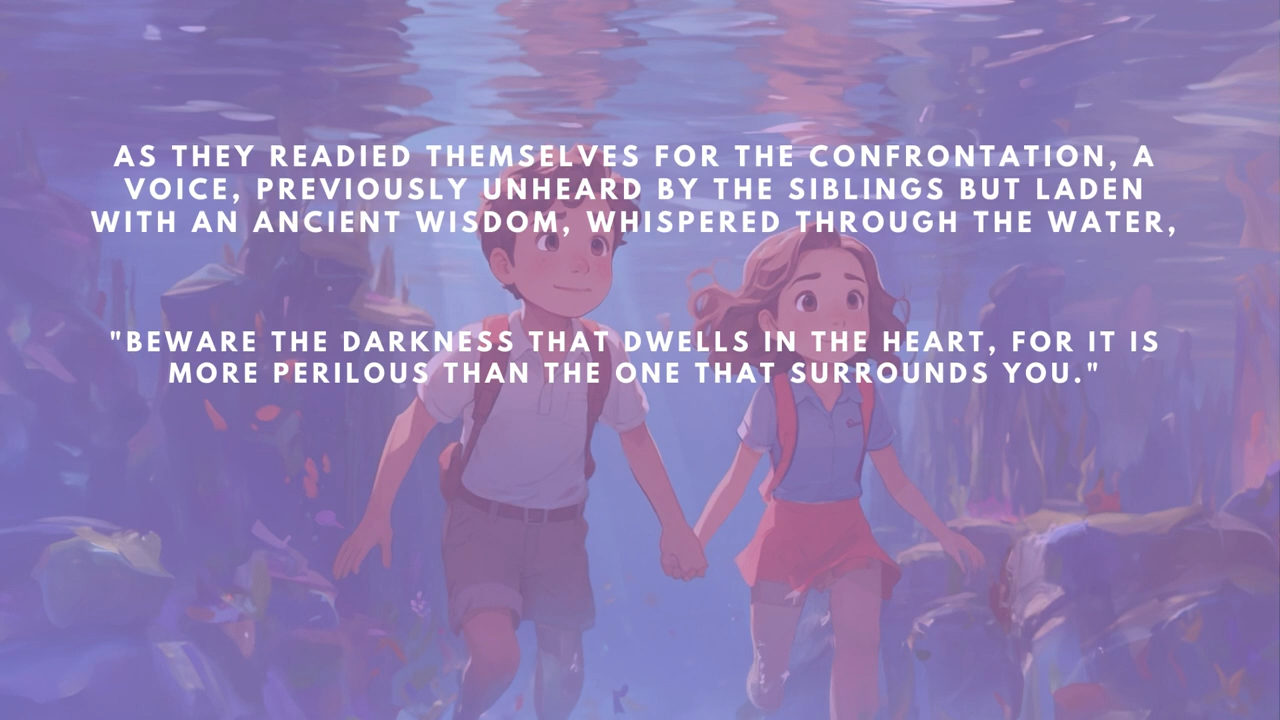 AS THEY READIED THEMSELVES FOR THE CONFRONTATION, A
VOICE, PREVIOUSLY UNHEARD BY THE SIBLINGS BUT LADEN
WITH AN ANCIENT WISDOM, WHISPERED THROUGH THE WATER,
"BEWARE THE DARKNESS THAT DWELLS IN THE HEART, FOR IT IS
MORE PERILOUS THAN THE ONE THAT SURROUNDS YOU."